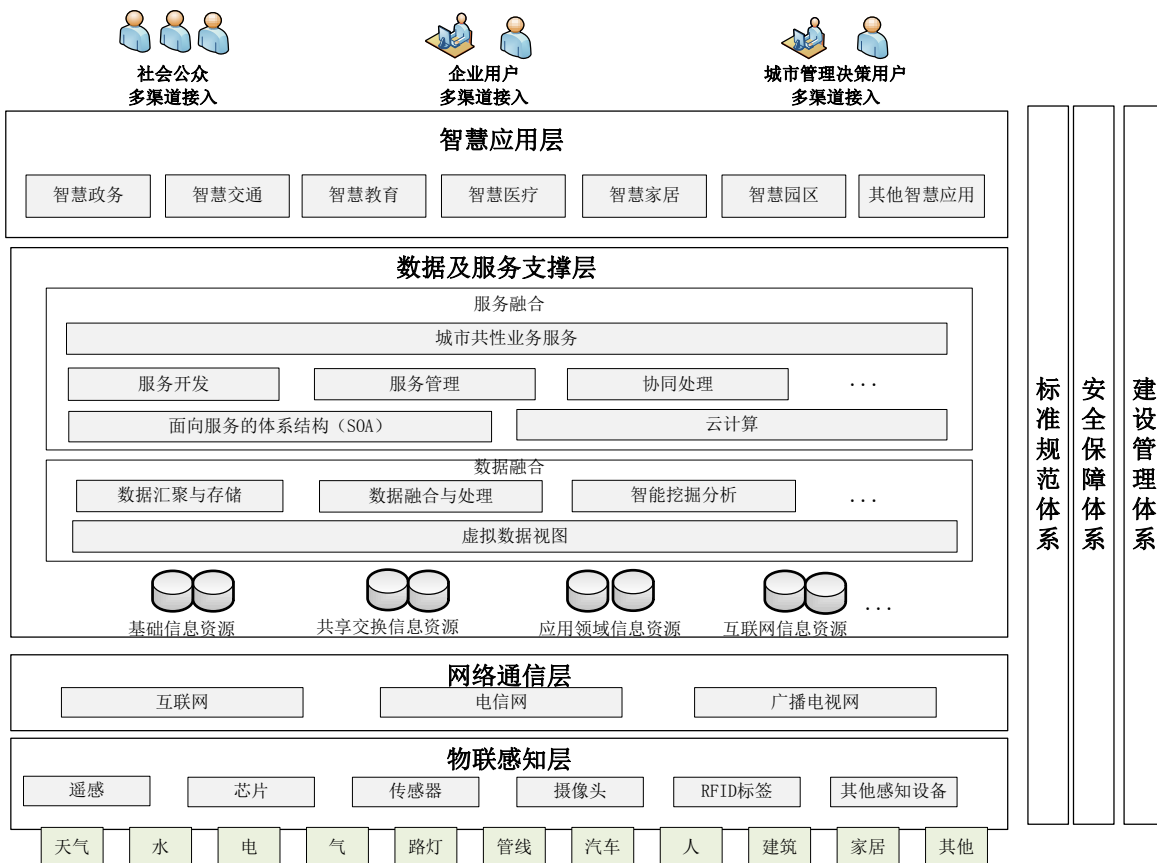 社会公众
多渠道接入
企业用户
多渠道接入
城市管理决策用户
多渠道接入
智慧应用层
智慧政务
智慧交通
智慧教育
智慧医疗
智慧家居
智慧园区
其他智慧应用
数据及服务支撑层
服务融合
城市共性业务服务
服务开发
服务管理
协同处理
...
面向服务的体系结构（SOA）
云计算
数据融合
数据汇聚与存储
数据融合与处理
智能挖掘分析
...
虚拟数据视图
基础信息资源
共享交换信息资源
应用领域信息资源
互联网信息资源
...
网络通信层
互联网
电信网
广播电视网
物联感知层
遥感
芯片
传感器
摄像头
RFID标签
其他感知设备
天气
水
电
气
路灯
管线
汽车
人
建筑
家居
其他
标准规范体系
安全保障体系
建设管理体系